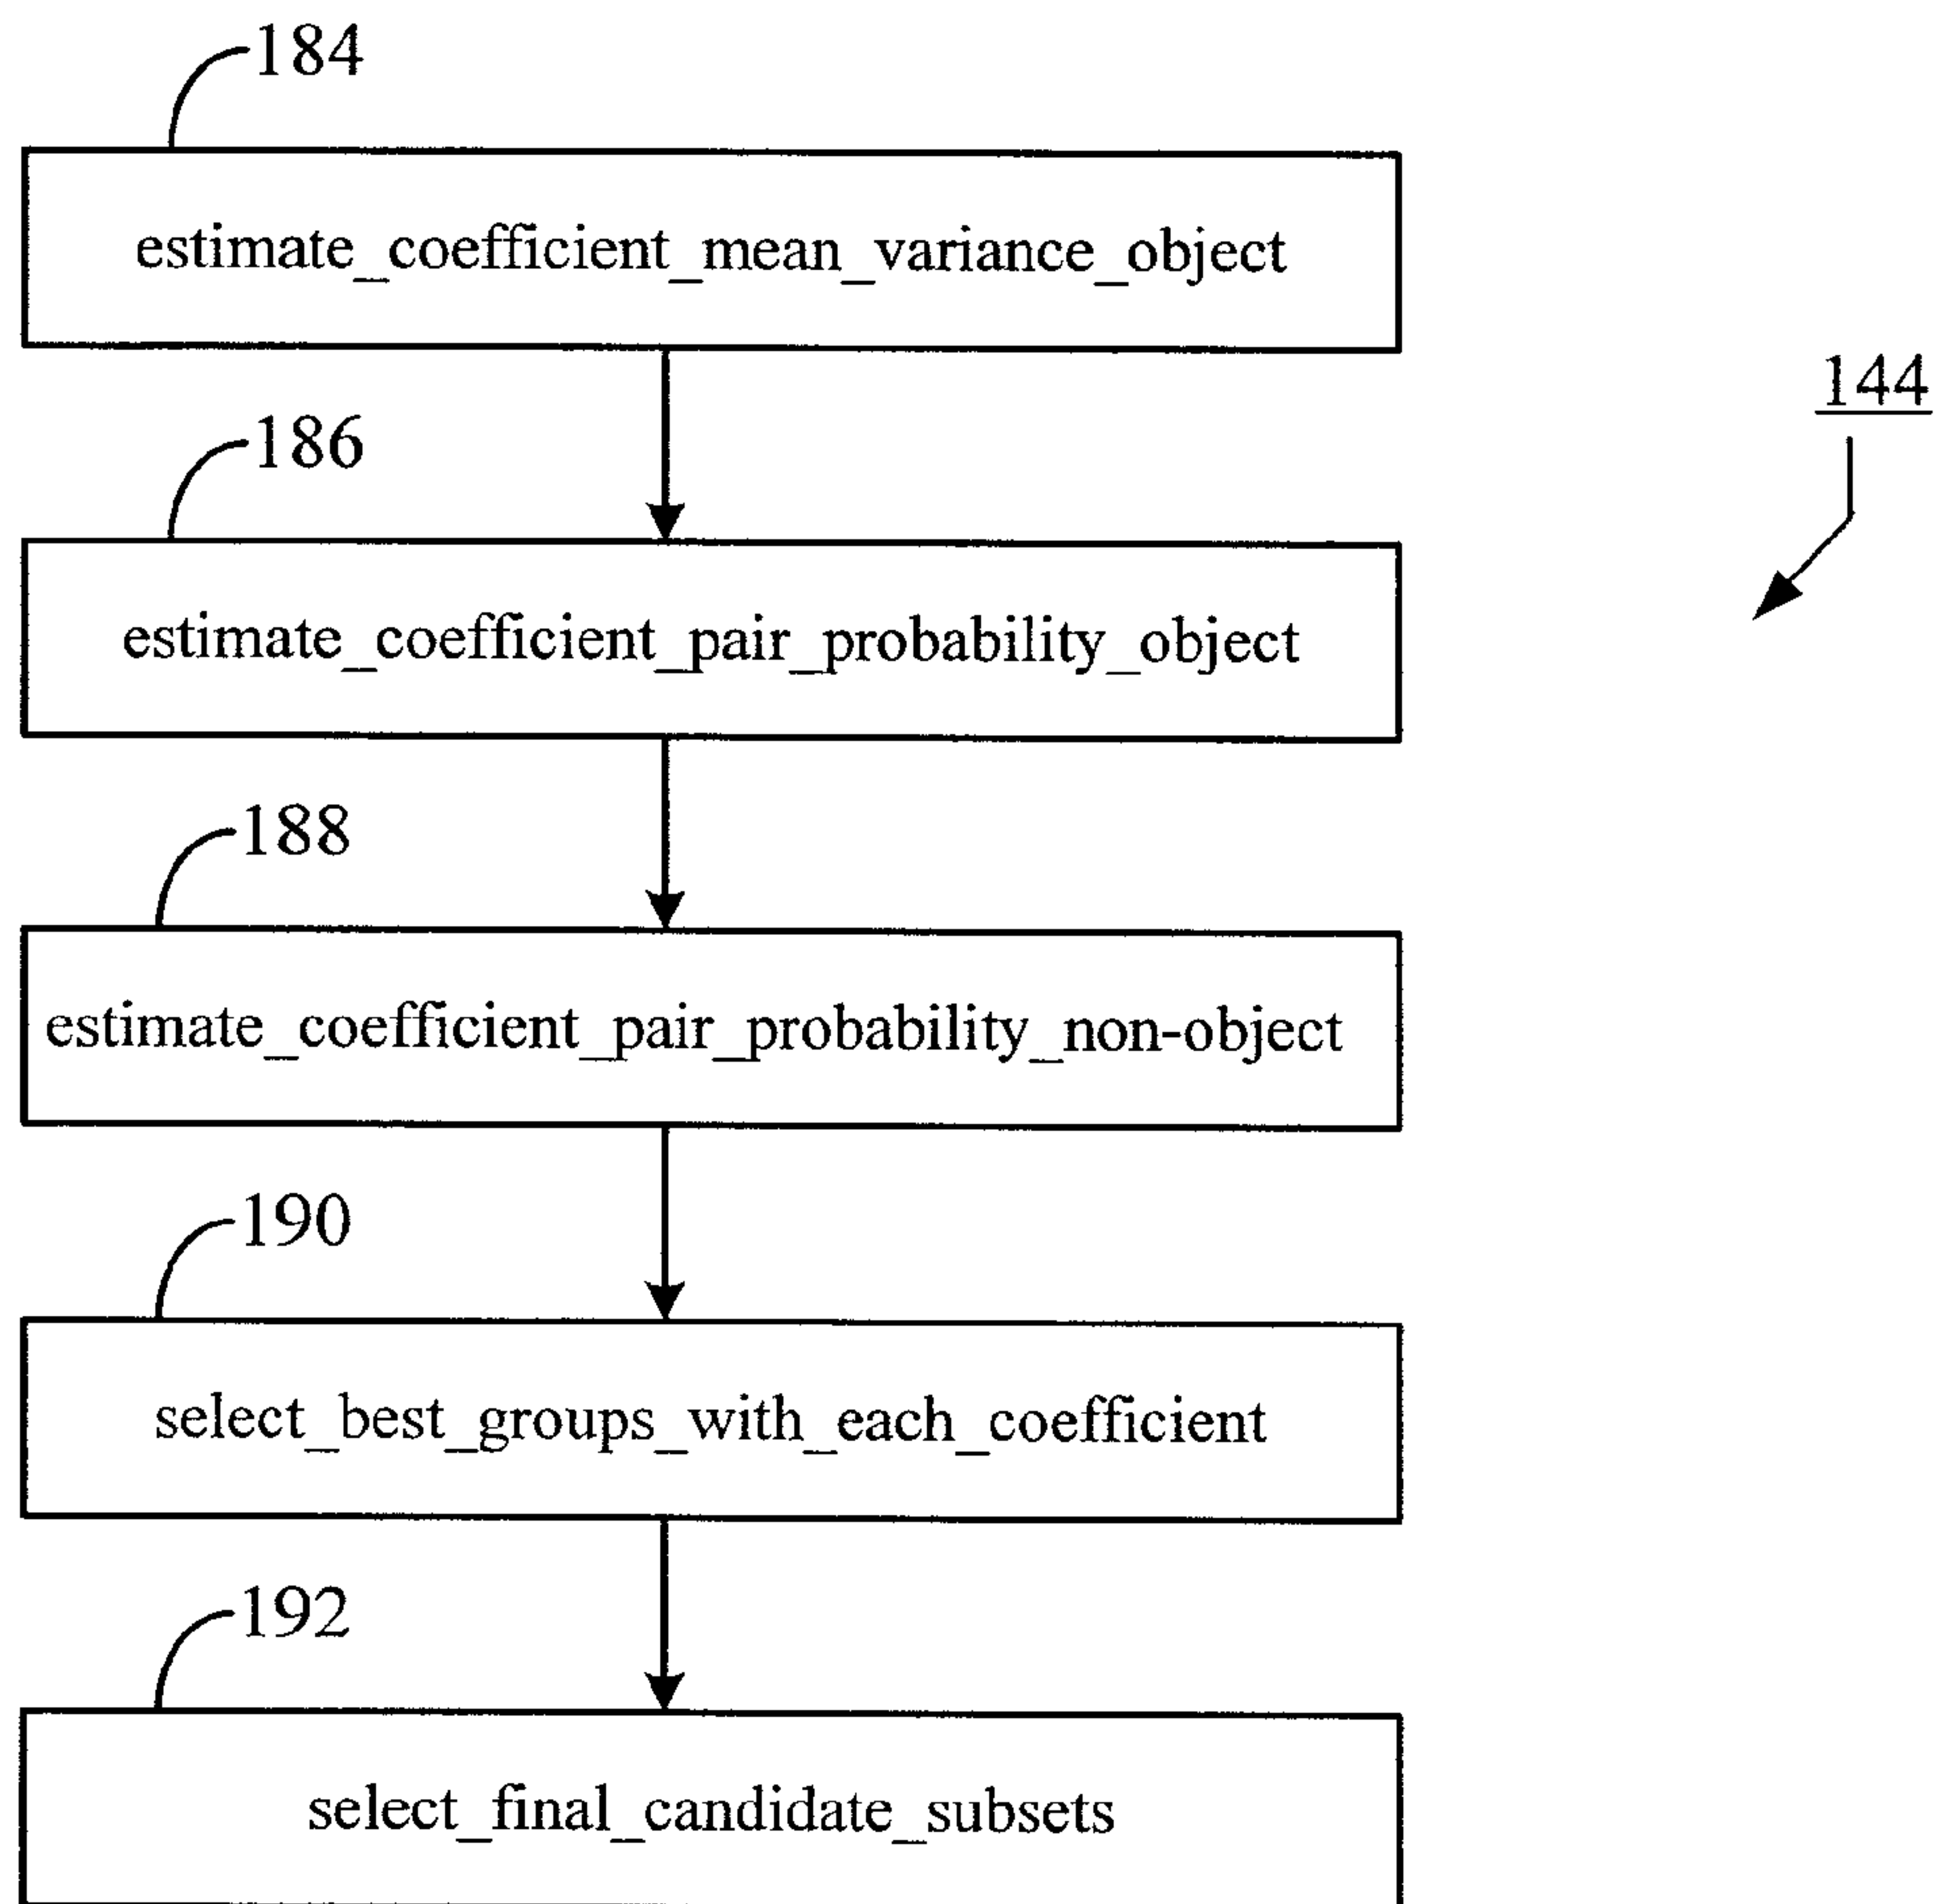 184
estimate_coefficient_mean_variance_object
144
186
estimate_coefficient_pair_probability_object
188
estimate_coefficient_pair_probability_non-object
190
select_best_groups_with_each_coefficient
192
select_final_candidate_subsets